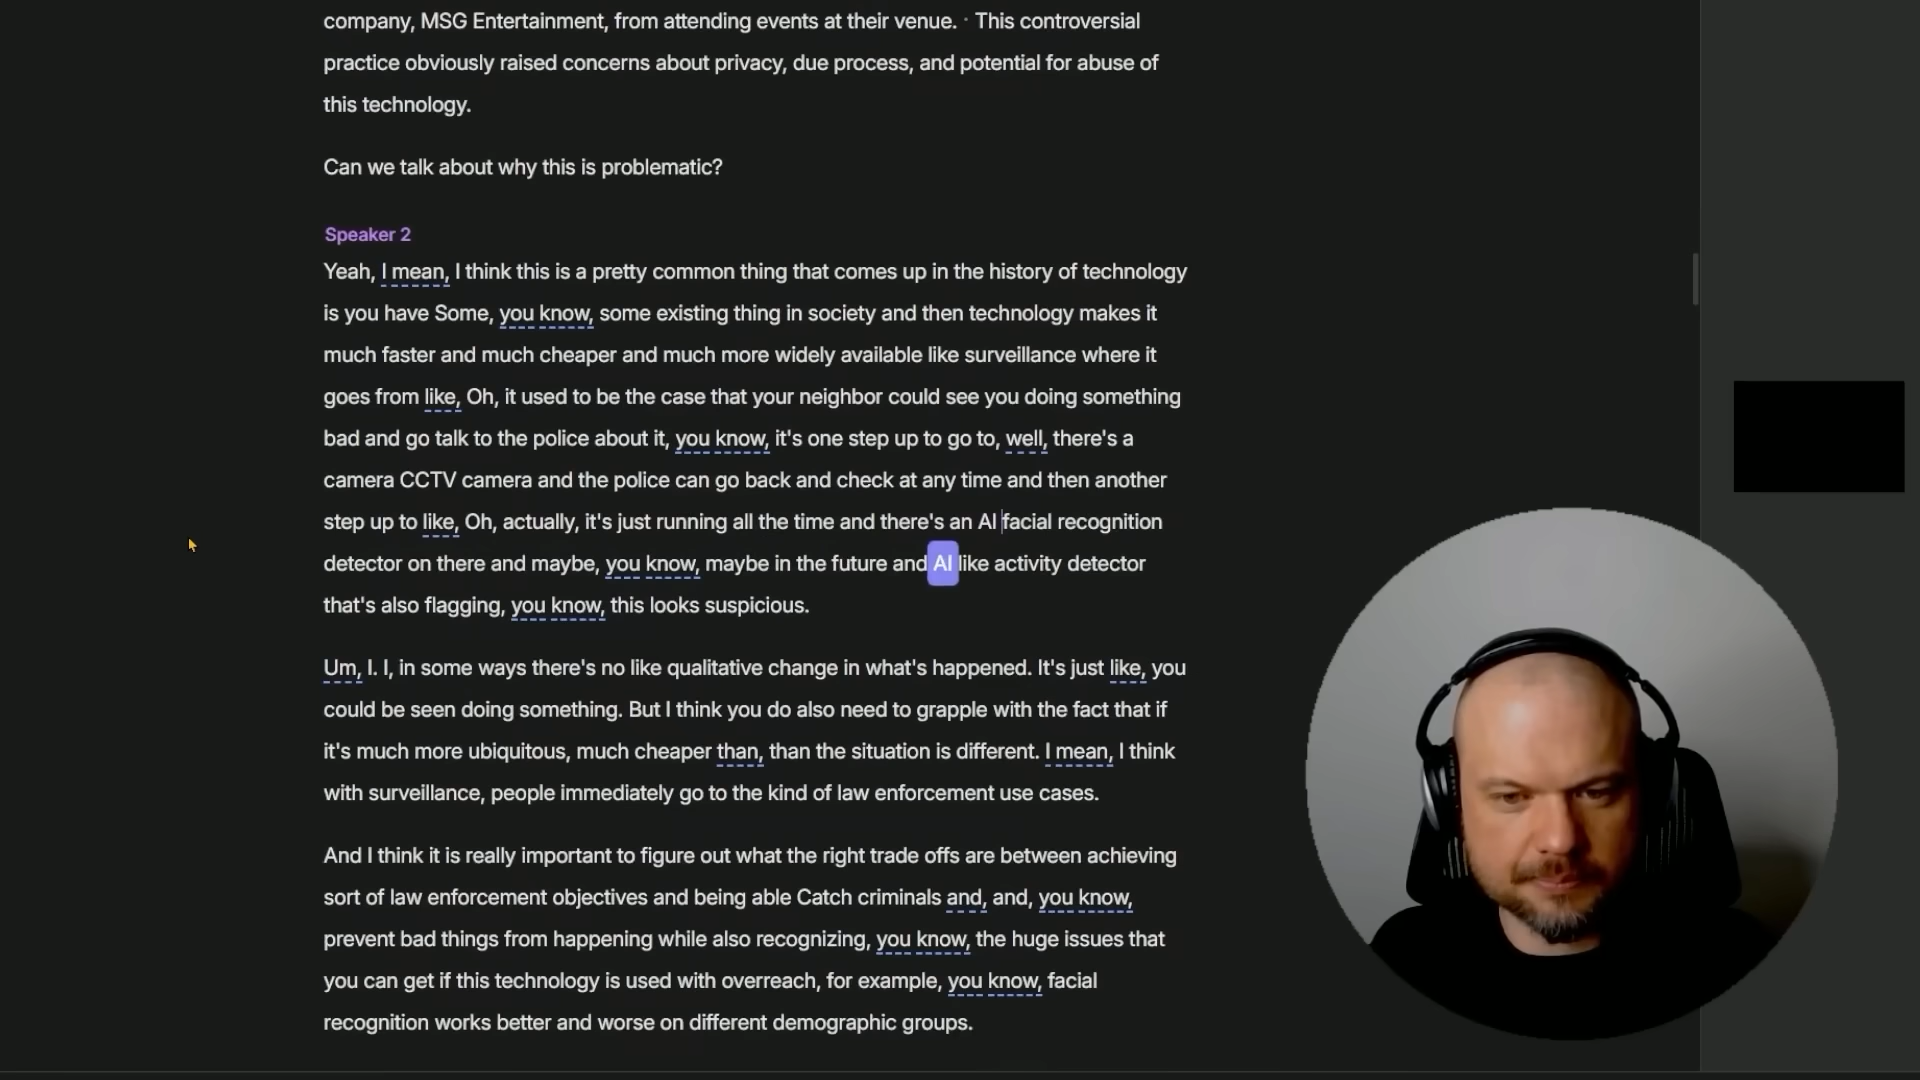 company, MSG Entertainment, from attending events at their venue. · This controversial
practice obviously raised concerns about privacy, due process, and potential for abuse of
this technology.
Can we talk about why this is problematic?
Speaker 2
Yeah, I mean, I think this is a pretty common thing that comes up in the history of technology
is you have Some, you know, some existing thing in society and then technology makes it
much faster and much cheaper and much more widely available like surveillance where it
goes from like, Oh, it used to be the case that your neighbor could see you doing something
bad and go talk to the police about it, you know, it's one step up to go to, well, there's a
camera CCTV camera and the police can go back and check at any time and then another
step up to like, Oh, actually, it's just running all the time and there's an AI facial recognition
detector on there and maybe, you know, maybe in the future and AI like activity detector
that's also flagging, you know, this looks suspicious.
Um, I. I, in some ways there's no like qualitative change in what's happened. It's just like, you
could be seen doing something. But I think you do also need to grapple with the fact that if
it's much more ubiquitous, much cheaper than, than the situation is different. I mean, I think
with surveillance, people immediately go to the kind of law enforcement use cases.
And I think it is really important to figure out what the right trade offs are between achieving
sort of law enforcement objectives and being able Catch criminals and, and, you know,
prevent bad things from happening while also recognizing, you know, the huge issues that
you can get if this technology is used with overreach, for example, you know, facial
recognition works better and worse on different demographic groups.